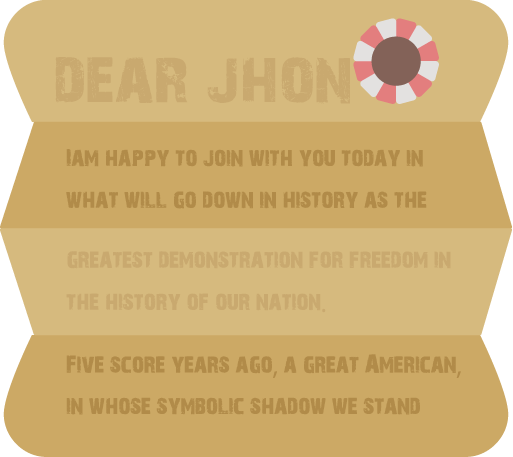 DEAR JHON
IAM HAPPY TO JOIN WITH YOU TODAY IN
WHAT WILL GO DOWN IN HISTORY AS THE
GREATEST DEMONSTRATION FOR FREEDOM IN
THE HISTORY OF OUR NATION.
FIVE SCORE YEARS AGO, A GREAT AMERICAN,
IN WHOSE SYMBOLIC SHADOW WE STAND